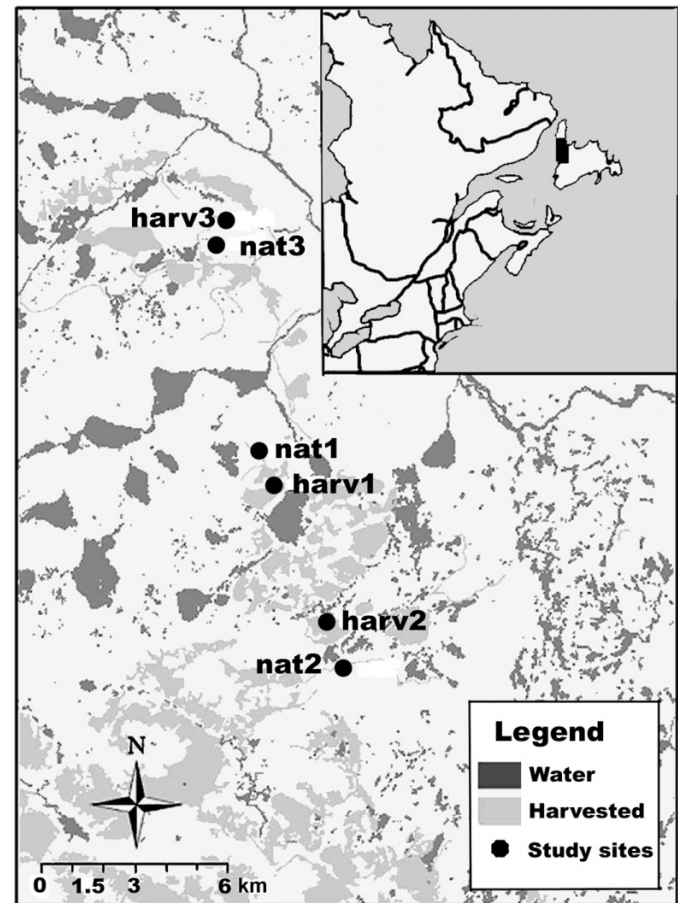 harv3
nat3
nat1
harv1
harv2
nat2
N
0 1.5 3 6 km
Legend
Water
Harvested
Study sites